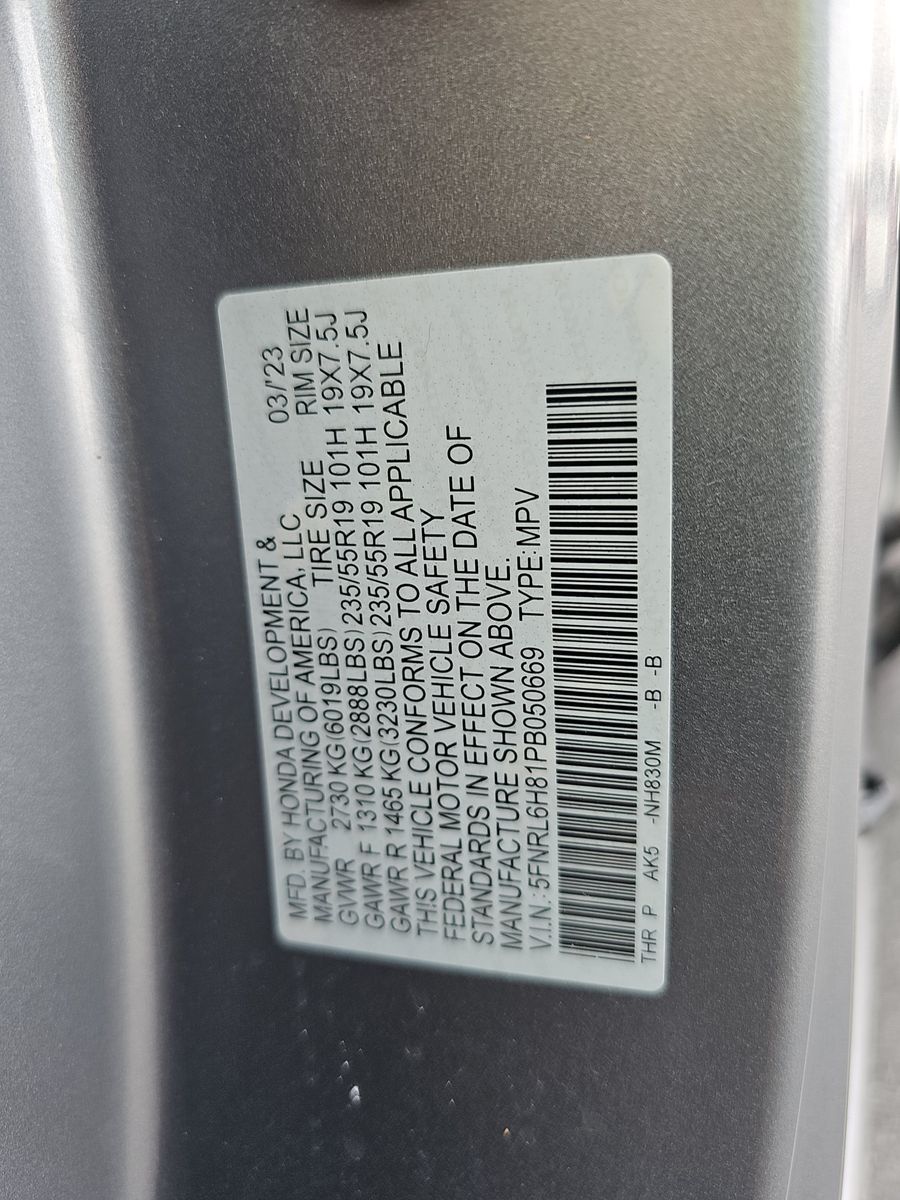 MFD. BY HONDA DEVELOPMENT &
MANUFACTURING OF AMERICA, LLC 03/'23
GVWR 2730 KG(6019LBS) TIRE SIZE RIM SIZE
GAWR F 1310 KG(2888LBS)235/55R19 101H 19X7.5J
GAWR R 1465 KG(3230LBS)235/55R19 101H 19X7.5J
THIS VEHICLE CONFORMS TO ALL APPLICABLE
FEDERAL MOTOR VEHICLE SAFETY
STANDARDS IN EFFECT ON THE DATE OF
MANUFACTURE SHOWN ABOVE.
V.I.N.: 5FNRL6H81PB050669 TYPE:MPV
THR P AK5 -NH830M -B -B